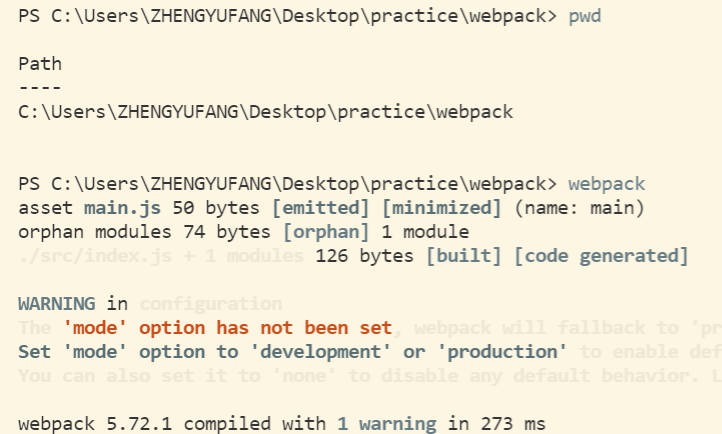 PS C:\Users\ZHENGYUFANG\Desktop\practice\webpack> pwd
Path
----
C:\Users\ZHENGYUFANG\Desktop\practice\webpack
PS C:\Users\ZHENGYUFANG\Desktop\practice\webpack> webpack
asset main.js 50 bytes [emitted] [minimized] (name: main)
orphan modules 74 bytes [orphan] 1 module
./src/index.js + 1 modules 126 bytes [built] [code generated]
WARNING in configuration
The 'mode' option has not been set, webpack will fallback to 'pr
Set 'mode' option to 'development' or 'production' to enable def
You can also set it to 'none' to disable any default behavior. L
webpack 5.72.1 compiled with 1 warning in 273 ms